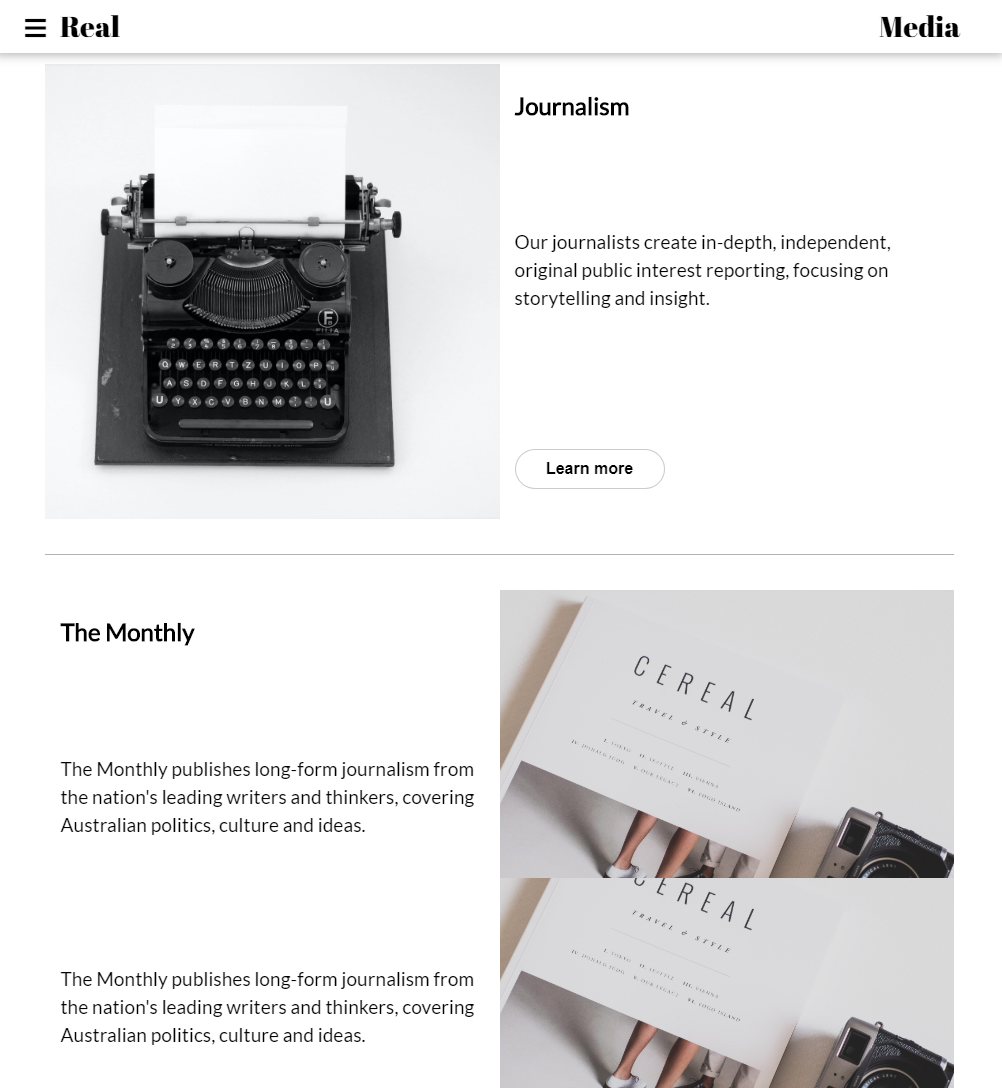 Real
Media
Journalism
Our journalists create in-depth, independent,
original public interest reporting, focusing on
storytelling and insight.
Learn more
F
Q W E R T Z U I O P
A S D F G H J K L
U Y X C V B N M U
The Monthly
The Monthly publishes long-form journalism from
the nation's leading writers and thinkers, covering
Australian politics, culture and ideas.
CEREAL
TRAVEL & STYLE
The Monthly publishes long-form journalism from
the nation's leading writers and thinkers, covering
Australian politics, culture and ideas.
CEREAL
TRAVEL & STYLE